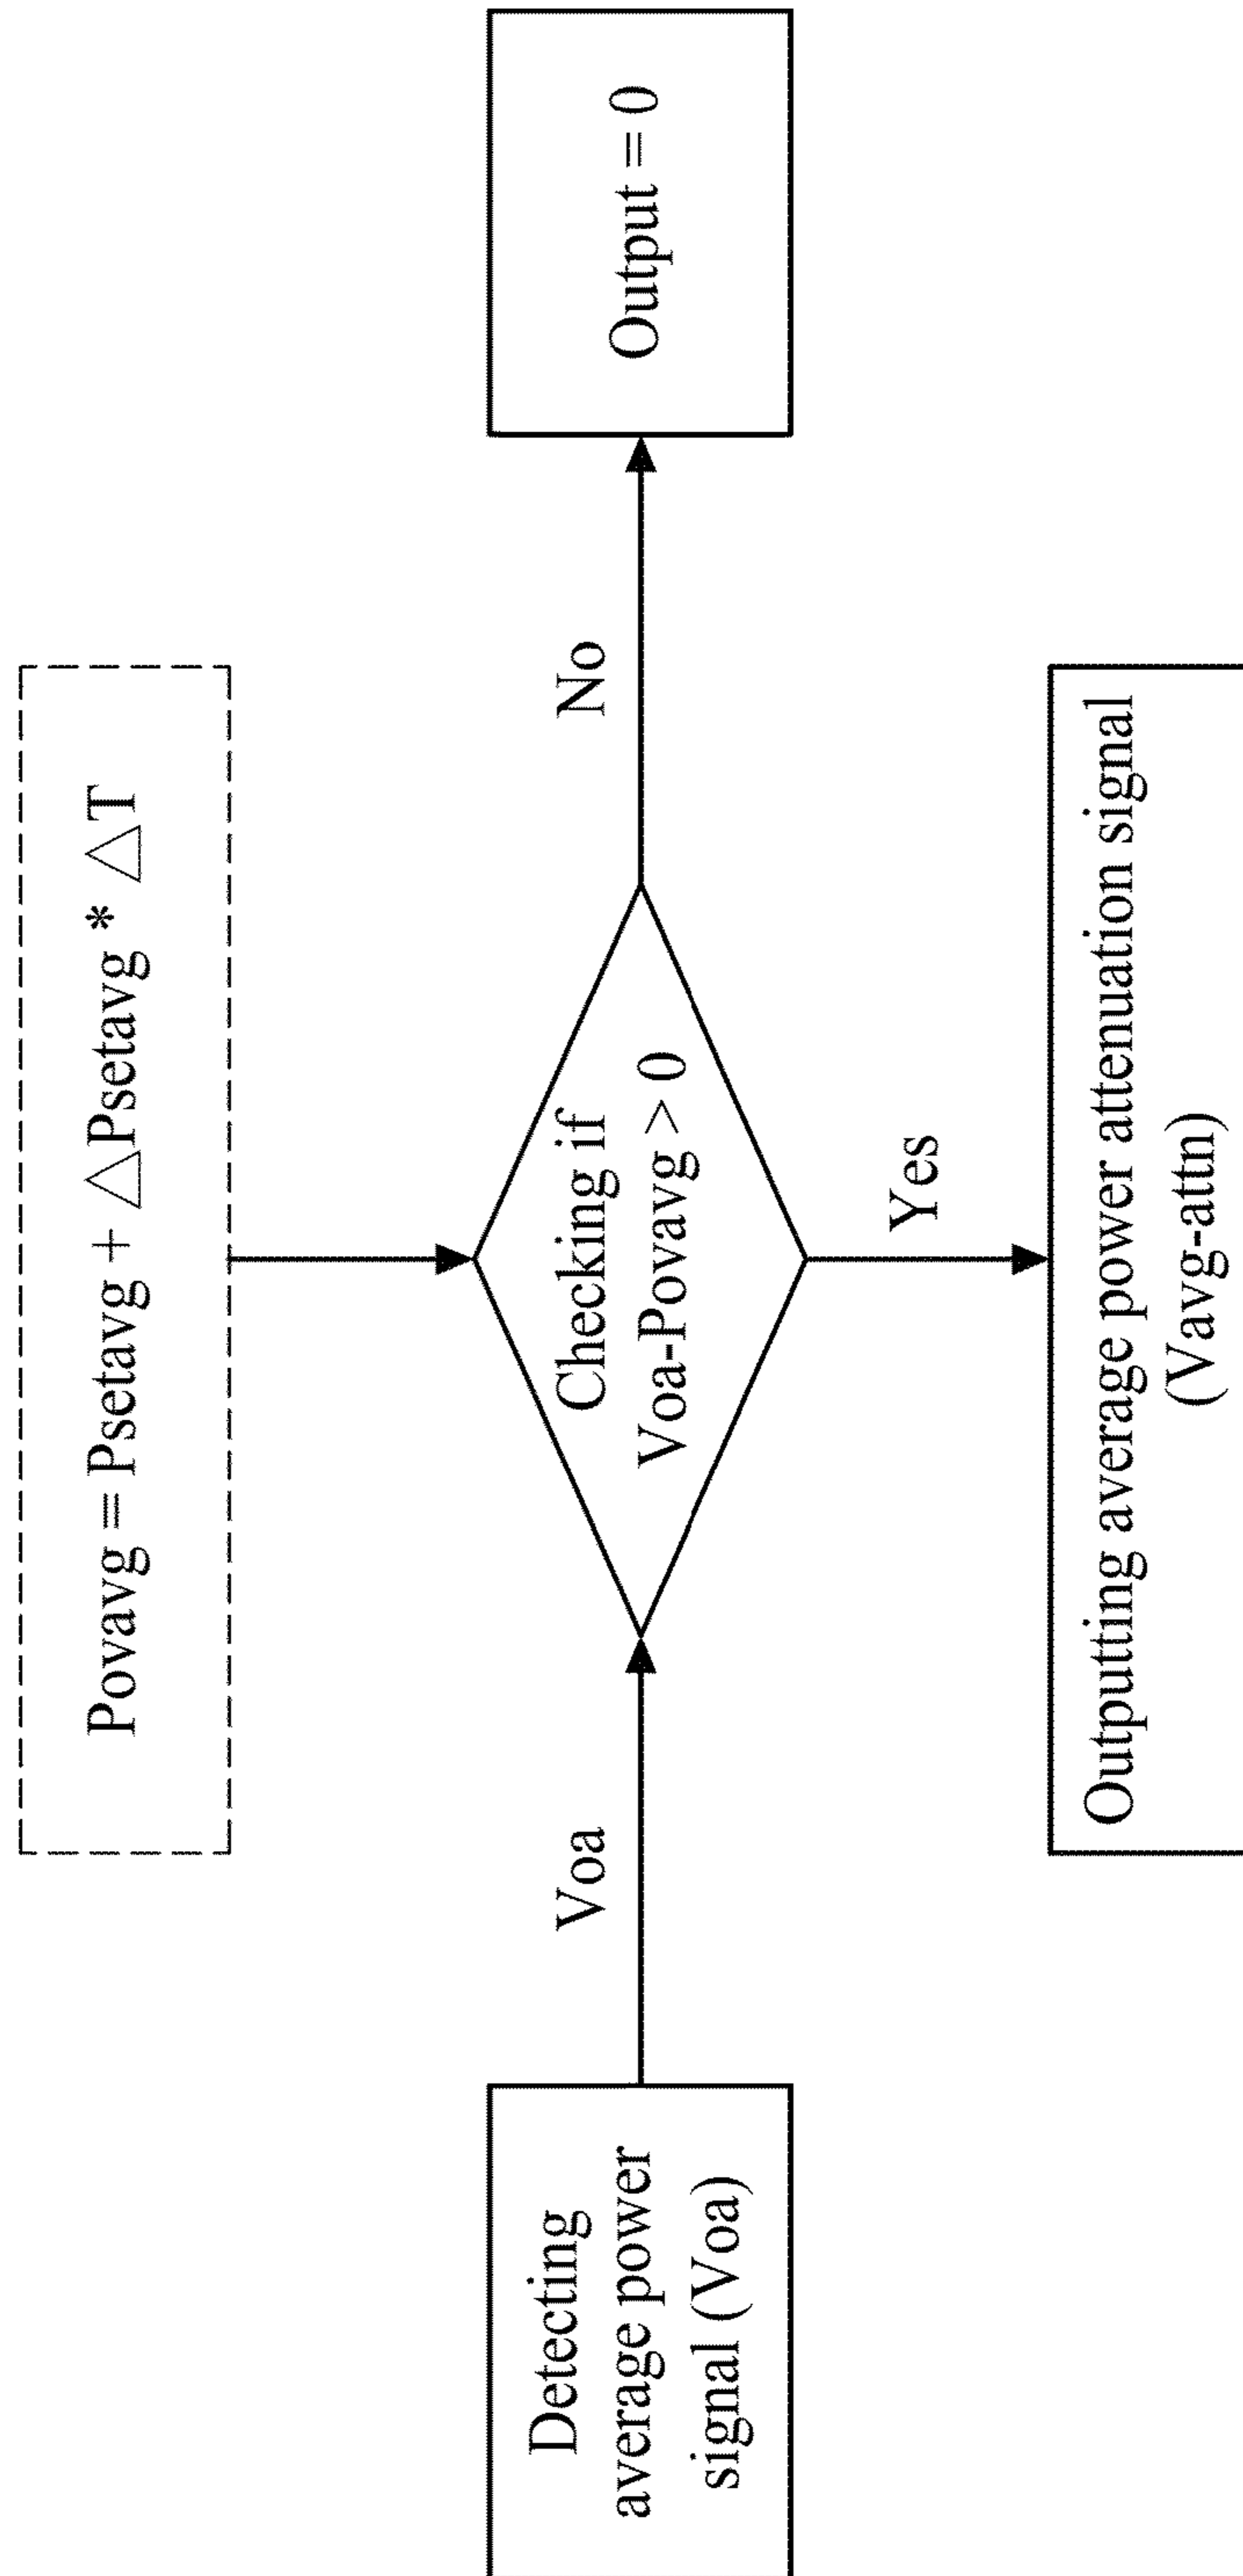 Povavg = Psetavg + △Psetavg * △T
Detecting
average power
signal (Voa)
Voa
Checking if
Voa-Povavg > 0
No
Output = 0
Yes
Outputting average power attenuation signal
(Vavg-attn)